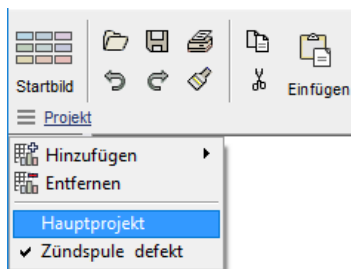 Startbild
Einfügen
Projekt
Hinzufügen
Entfernen
Hauptprojekt
Zündspule defekt